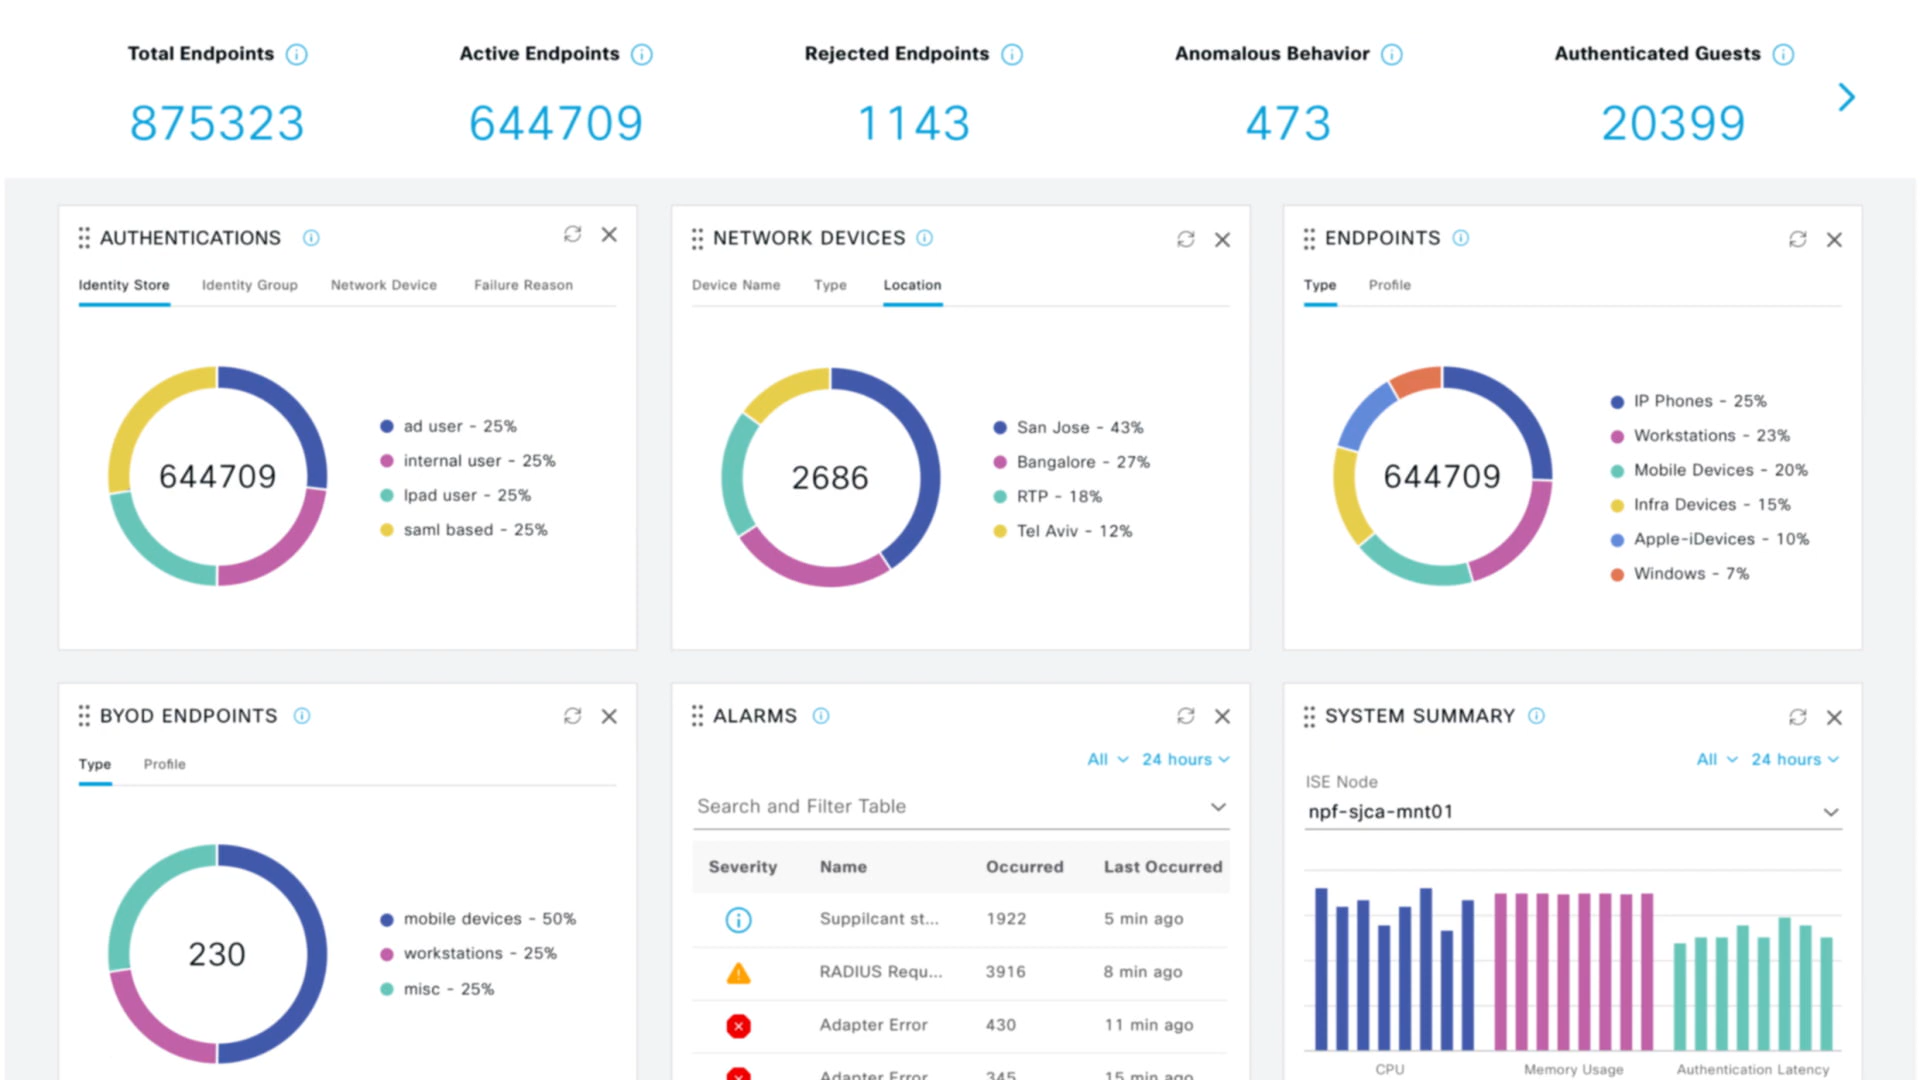 Total Endpoints
Active Endpoints
Rejected Endpoints
Anomalous Behavior
Authenticated Guests
875323
644709
1143
473
20399
AUTHENTICATIONS
Identity Store Identity Group Network Device Failure Reason
644709
ad user - 25%
internal user - 25%
Ipad user - 25%
saml based - 25%
NETWORK DEVICES
Device Name Type Location
2686
San Jose - 43%
Bangalore - 27%
RTP - 18%
Tel Aviv - 12%
ENDPOINTS
Type Profile
644709
IP Phones - 25%
Workstations - 23%
Mobile Devices - 20%
Infra Devices - 15%
Apple-iDevices - 10%
Windows - 7%
BYOD ENDPOINTS
Type Profile
230
mobile devices - 50%
workstations - 25%
misc - 25%
ALARMS
All 24 hours
Search and Filter Table
Severity Name Occurred Last Occurred
Suppilcant st... 1922 5 min ago
RADIUS Requ... 3916 8 min ago
Adapter Error 430 11 min ago
Adapter Error 345 15 min ago
SYSTEM SUMMARY
All 24 hours
ISE Node
npf-sjca-mnt01
CPU Memory Usage Authentication Latency